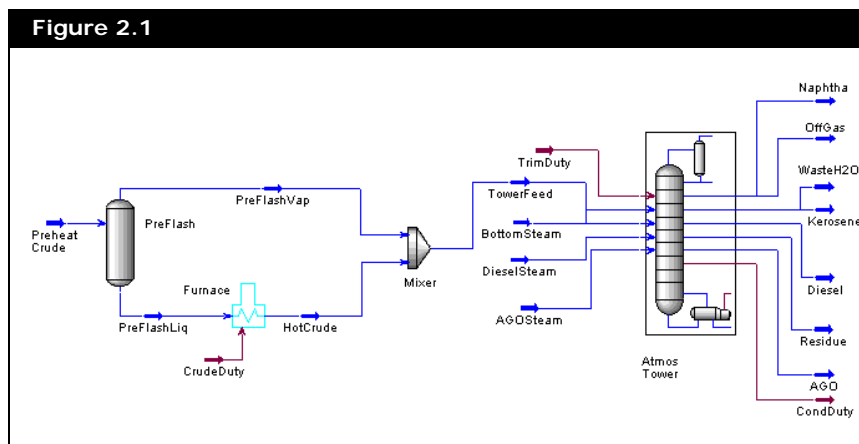 Figure 2.1
Naphtha
OffGas
TrimDuty
WasteH2O
PreFlashVap
TowerFeed
PreFlash
Kerosene
Preheat
Crude
BottomSteam
Mixer
DieselSteam
Furnace
Diesel
PreFlashLiq
HotCrude
AGOSteam
Residue
Atmos
Tower
CrudeDuty
AGO
CondDuty